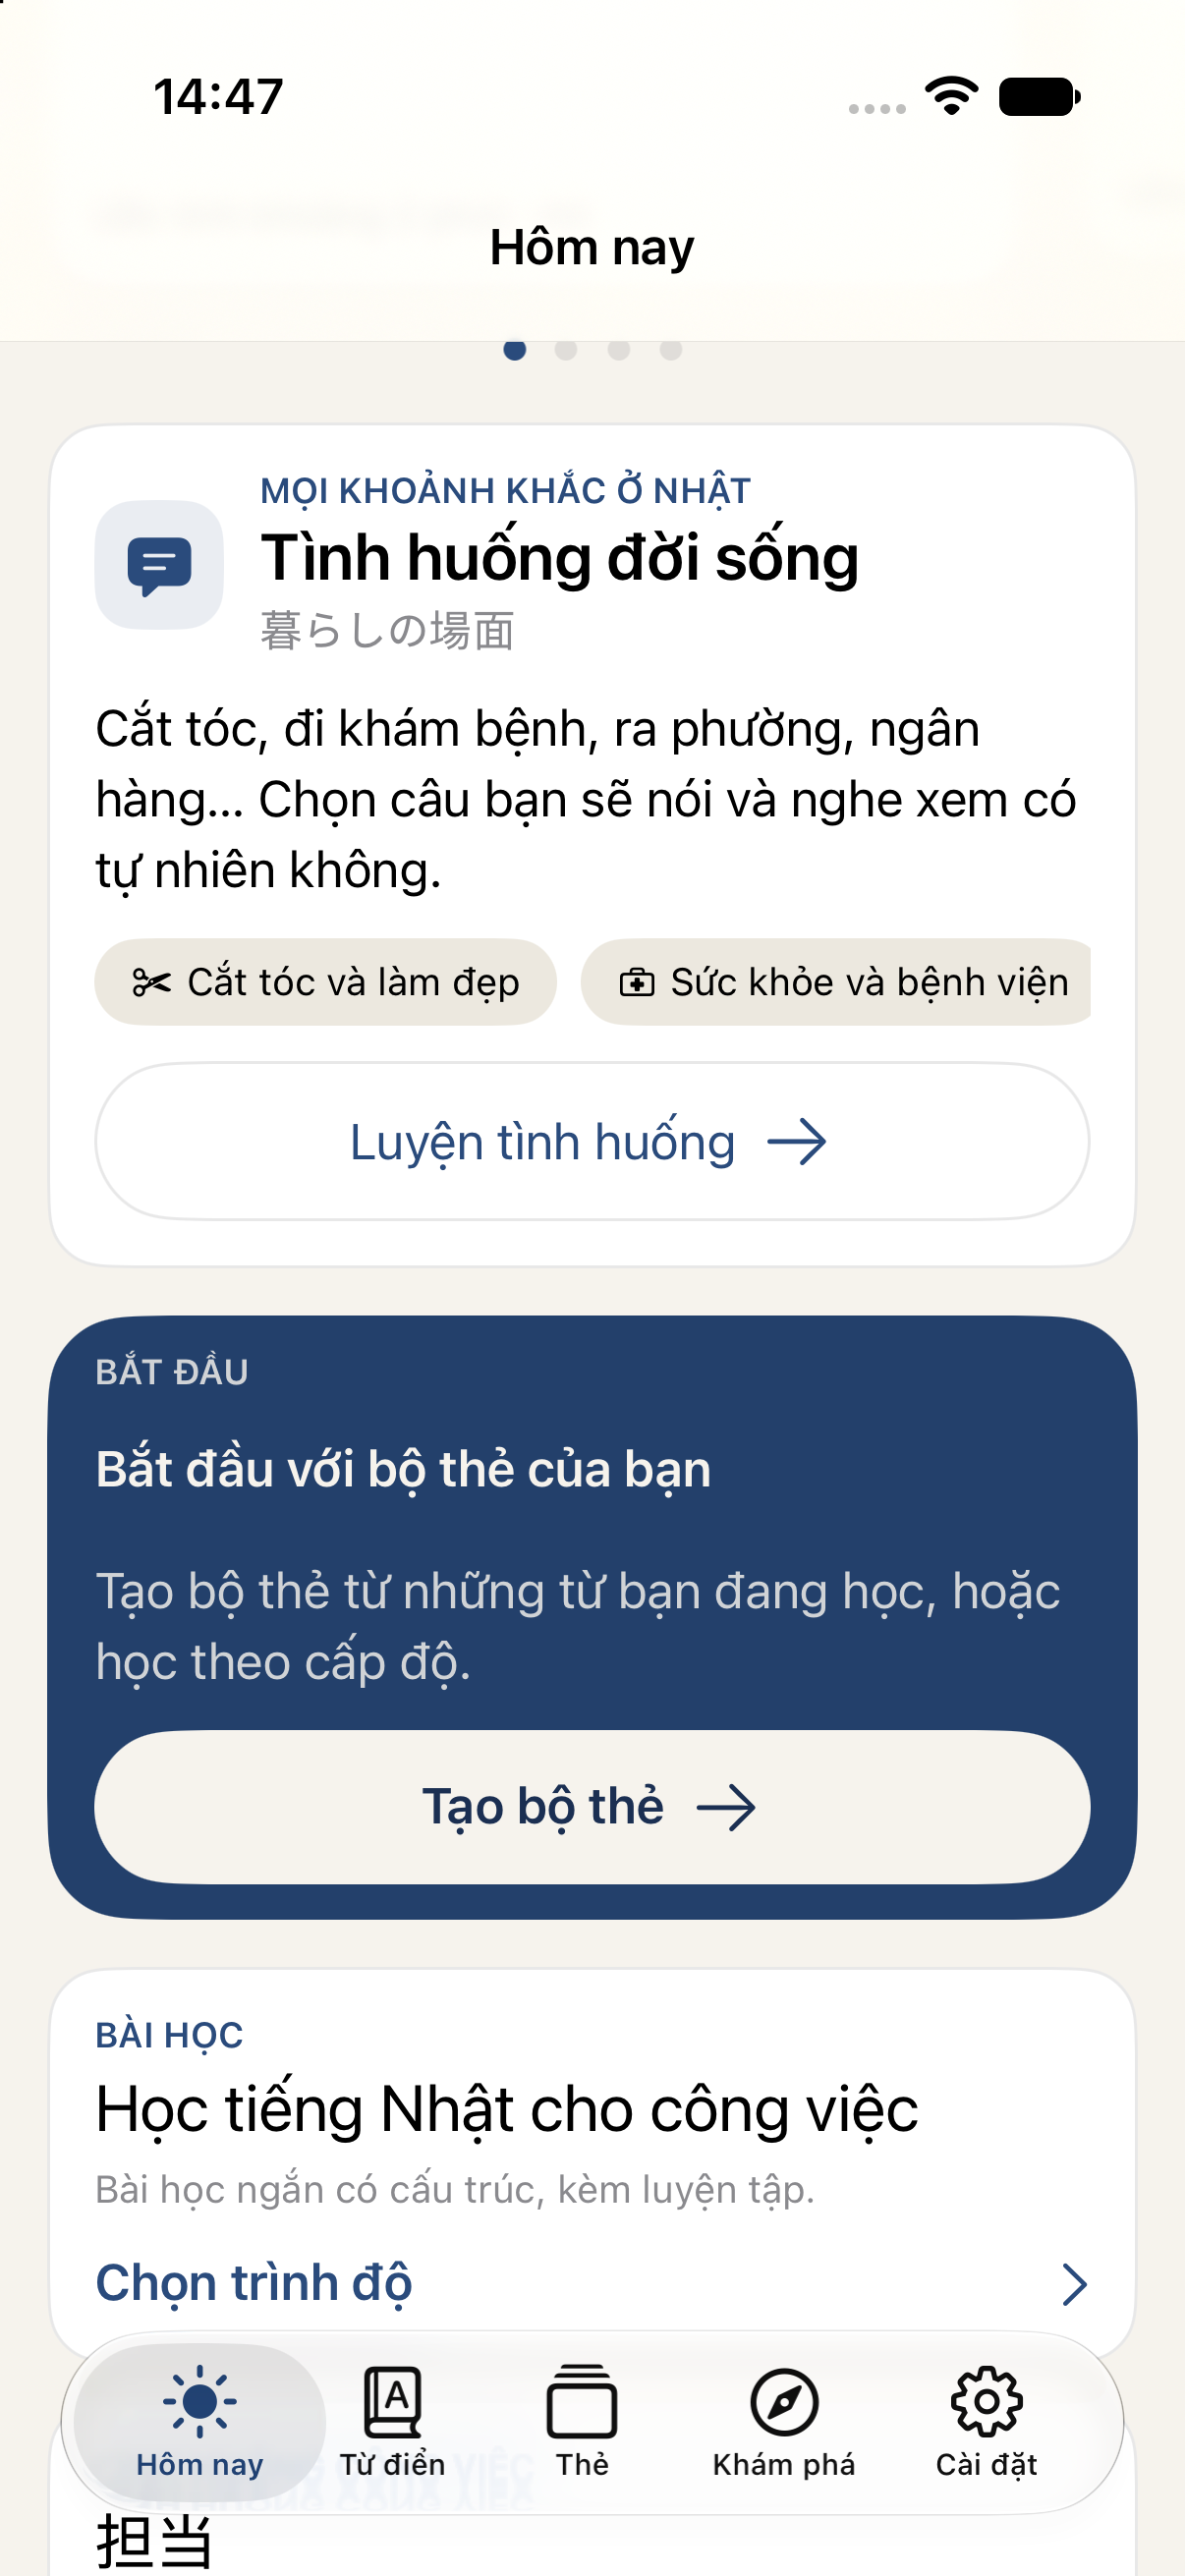 14:47
Hôm nay
MỌI KHOẢNH KHẮC Ở NHẬT
Tình huống đời sống
暮らしの場面
Cắt tóc, đi khám bệnh, ra phường, ngân
hàng... Chọn câu bạn sẽ nói và nghe xem có
tự nhiên không.
Cắt tóc và làm đẹp
Sức khỏe và bệnh viện
Luyện tình huống
BẮT ĐẦU
Bắt đầu với bộ thẻ của bạn
Tạo bộ thẻ từ những từ bạn đang học, hoặc
học theo cấp độ.
Tạo bộ thẻ
BÀI HỌC
Học tiếng Nhật cho công việc
Bài học ngắn có cấu trúc, kèm luyện tập.
Chọn trình độ
Hôm nay
Từ điển
Thẻ
Khám phá
Cài đặt
担当